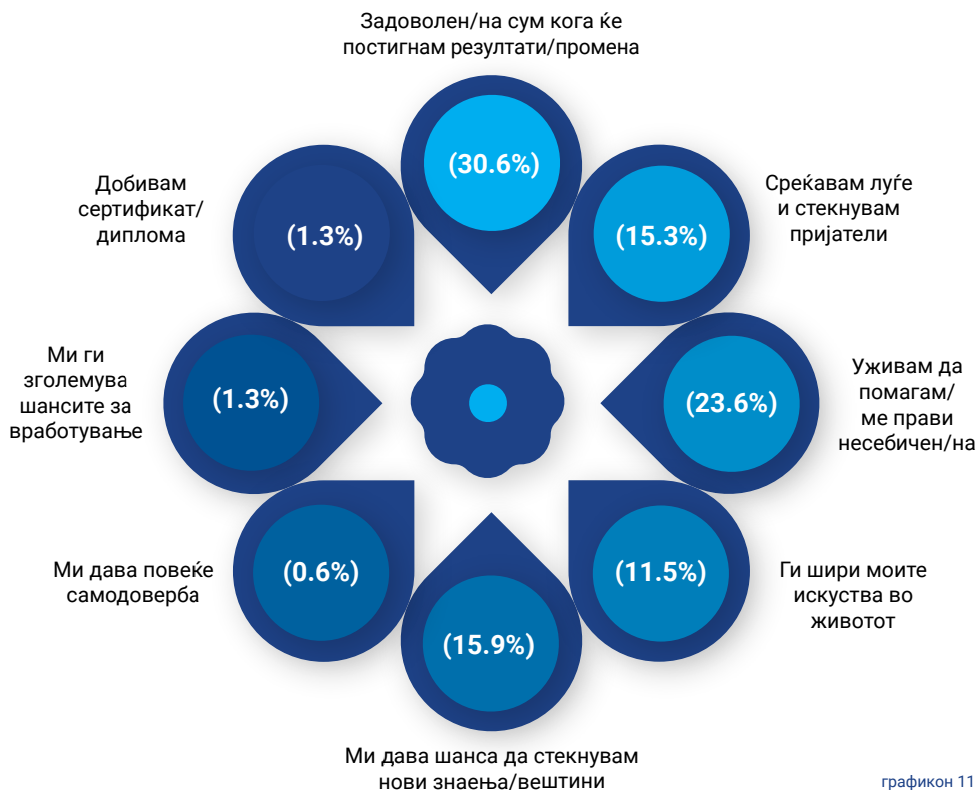 Задоволен/на сум кога ќе
постигнам резултати/промена
(30.6%)
Среќавам луѓе
и стекнувам
пријатели
(15.3%)
Уживам да
помагам/
ме прави
несебичен/на
(23.6%)
Ги шири моите
искуства во
животот
(11.5%)
Ми дава шанса да стекнувам
нови знаења/вештини
(15.9%)
Ми дава повеќе
самодоверба
(0.6%)
Ми ги
зголемува
шансите за
вработување
(1.3%)
Добивам
сертификат/
диплома
(1.3%)
графикон 11